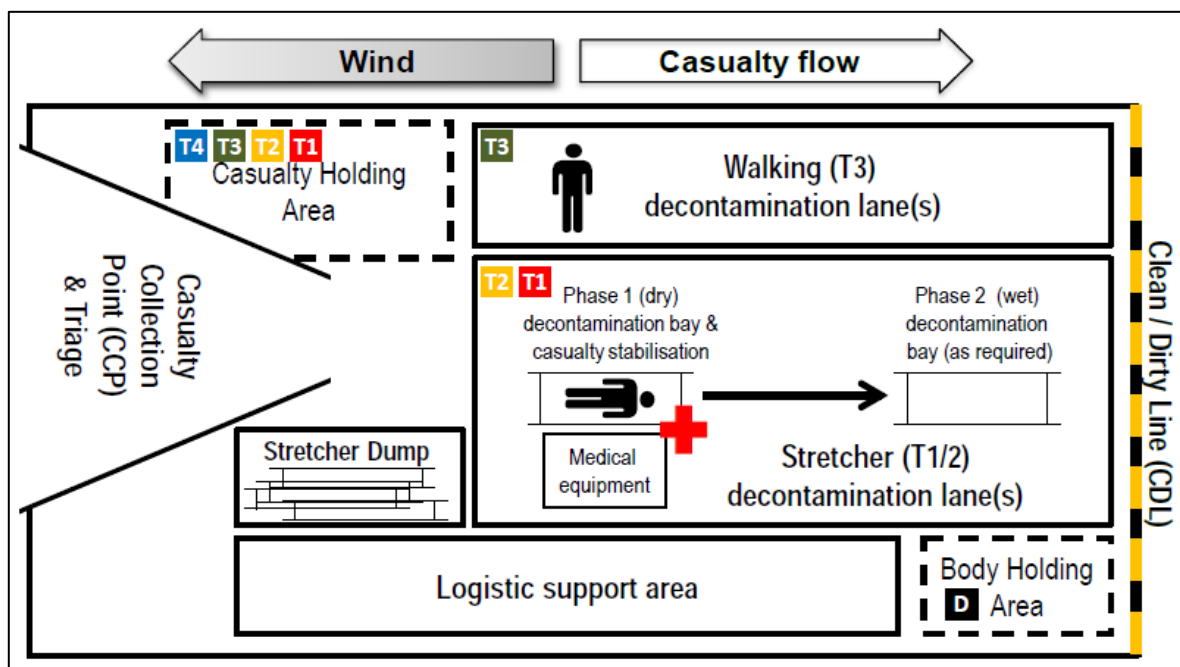 Wind
Casualty flow
T4 T3 T2 T1
Casualty Holding
Area
T3
Walking (T3)
decontamination lane(s)
Casualty
Collection
Point (CCP)
& Triage
T2 T1
Phase 1 (dry)
decontamination bay &
casualty stabilisation
Phase 2 (wet)
decontamination
bay (as required)
Medical
equipment
Stretcher (T1/2)
decontamination lane(s)
Stretcher Dump
Logistic support area
Body Holding
D Area
Clean / Dirty Line (CDL)